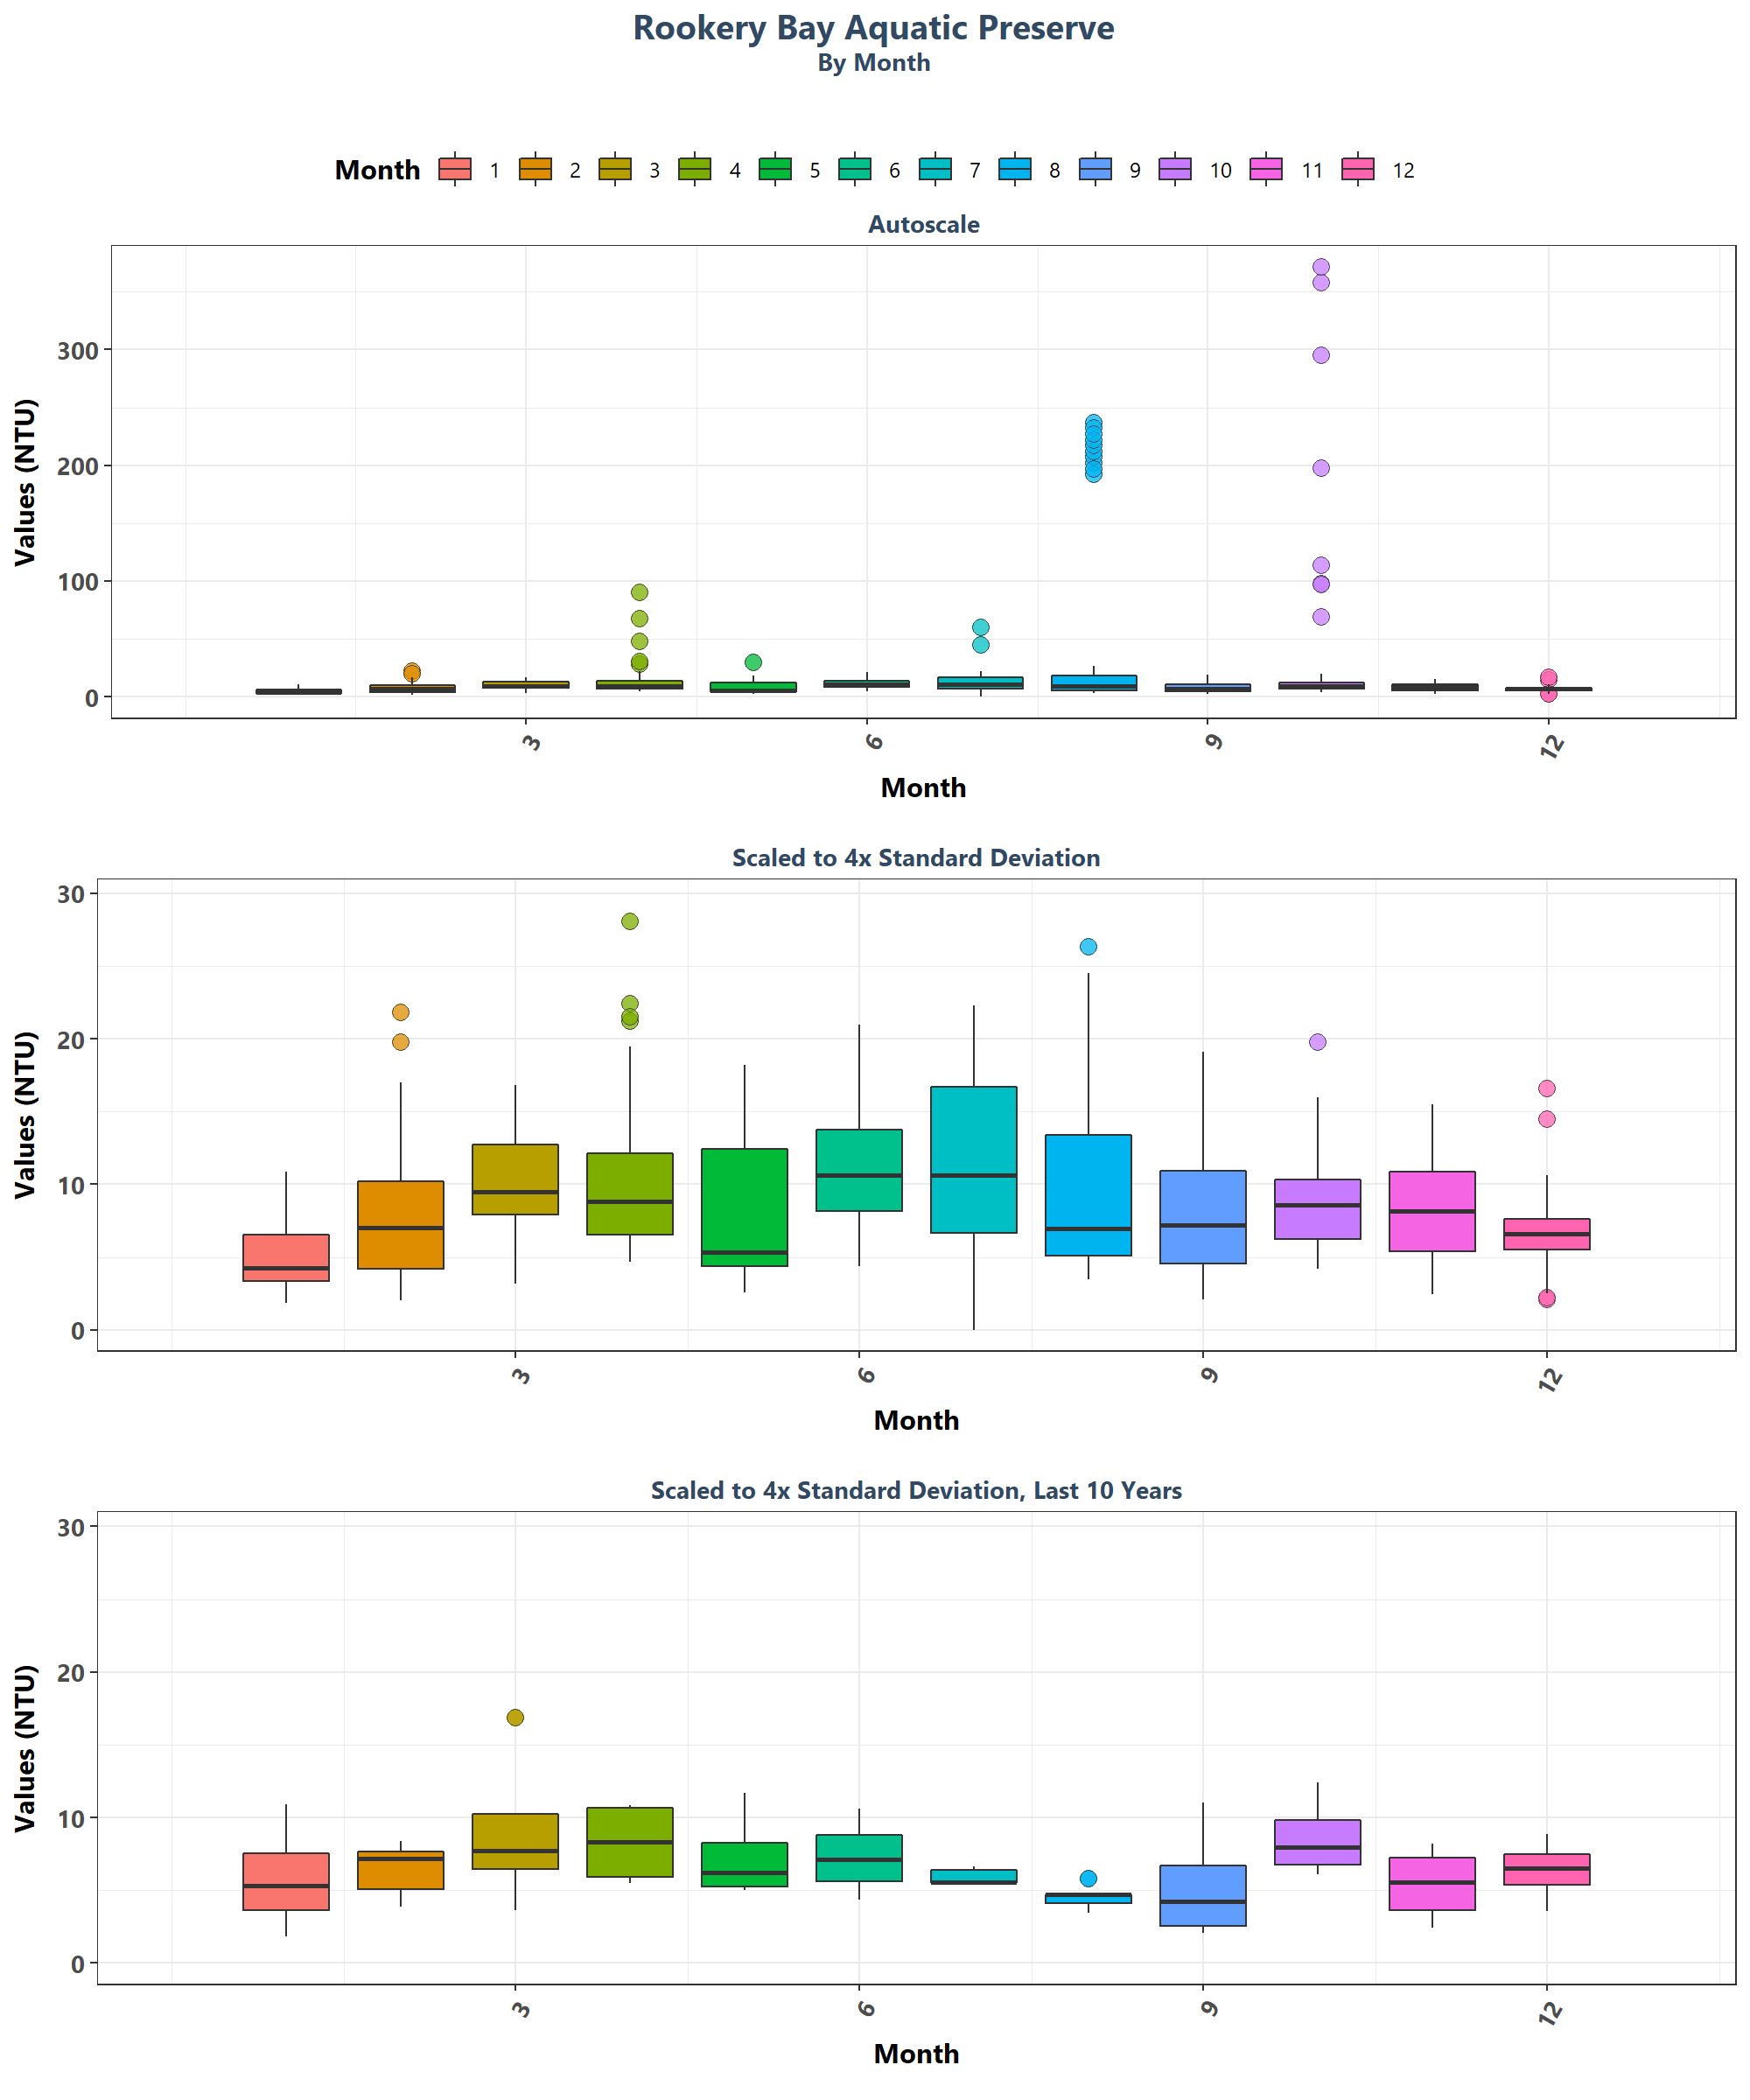 Rookery Bay Aquatic Preserve
By Month
Month 1 2 3 4 5 6 7 8 9 10 11 12
Autoscale
Values (NTU)
300
200
100
0
3 6 9 12
Month
Scaled to 4x Standard Deviation
Values (NTU)
30
20
10
0
3 6 9 12
Month
Scaled to 4x Standard Deviation, Last 10 Years
Values (NTU)
30
20
10
0
3 6 9 12
Month